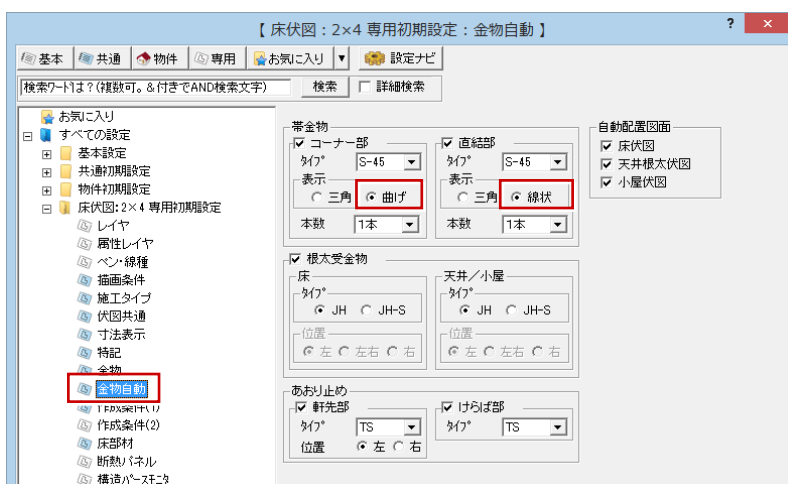 【 床伏図：2×4 専用初期設定：金物自動 】
?
×
基本
共通
物件
専用
お気に入り
▼
設定ナビ
検索ワードは？(複数可。&付きでAND検索文字)
検索
詳細検索
お気に入り
すべての設定
基本設定
共通初期設定
物件初期設定
床伏図:2×4 専用初期設定
レイヤ
属性レイヤ
ペン・線種
描画条件
施工タイプ
伏図共通
寸法表示
特記
金物
金物自動
作成条件(1)
作成条件(2)
床部材
断熱パネル
構造パースモニタ
帯金物
コーナー部
タイプ
S-45
表示
三角
曲げ
本数
1本
直結部
タイプ
S-45
表示
三角
線状
本数
1本
自動配置図面
床伏図
天井根太伏図
小屋伏図
根太受金物
床
タイプ
JH
JH-S
位置
左
左右
右
天井／小屋
タイプ
JH
JH-S
位置
左
左右
右
あおり止め
軒先部
タイプ
TS
位置
左
右
けらば部
タイプ
TS